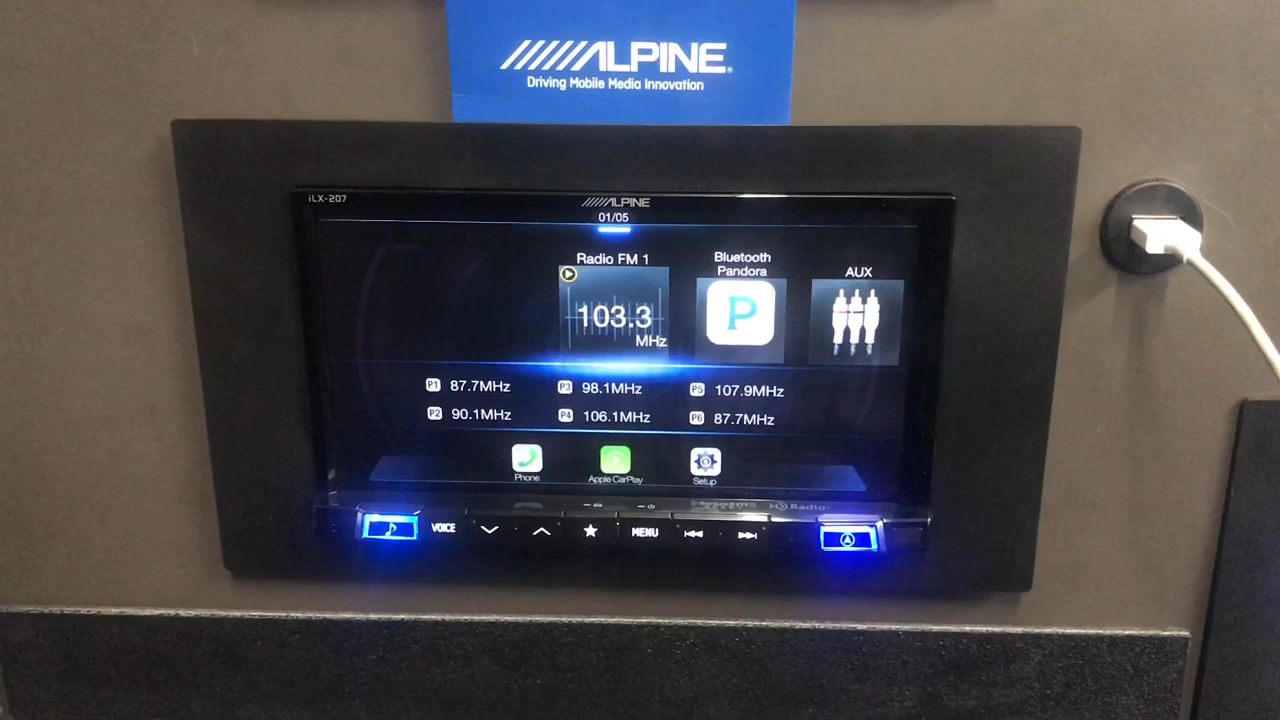 ALPINE
Driving Mobile Media Innovation
iLX-207
ALPINE
01/05
Radio FM 1
Bluetooth
Pandora
AUX
103.3
MHz
P
P1 87.7MHz
P3 98.1MHz
P5 107.9MHz
P2 90.1MHz
P4 106.1MHz
P6 87.7MHz
Phone
Apple CarPlay
Setup
HD Radio
VOICE
MENU